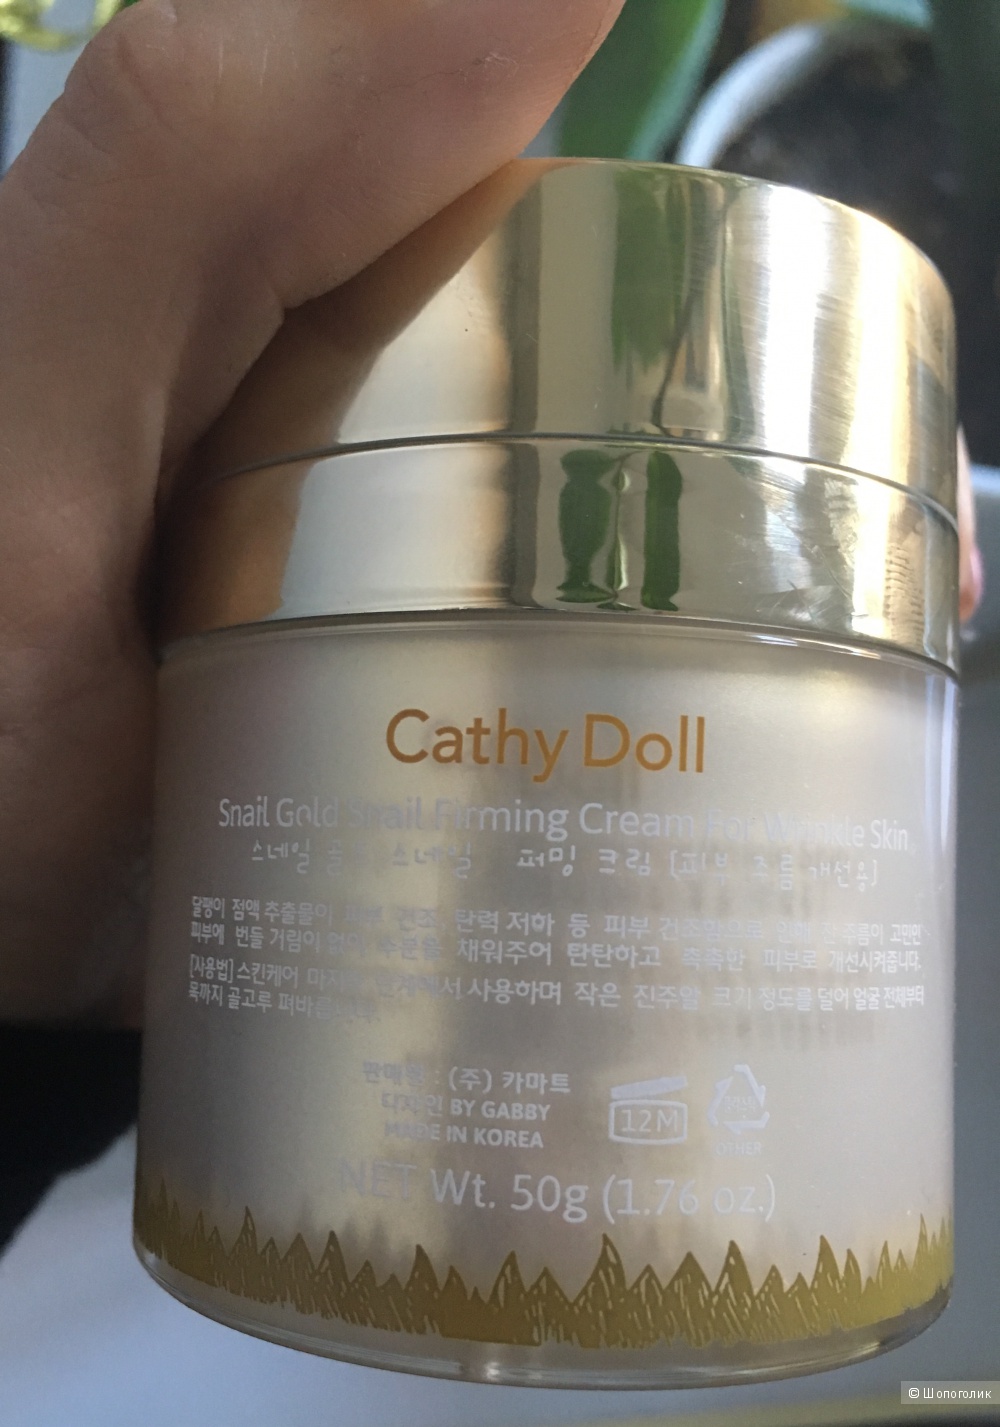 Cathy Doll
Snail Gold Snail Firming Cream For Wrinkle Skin
스네일 골드 스네일 퍼밍 크림 [피부 주름 개선용]
달팽이 점액 추출물이 피부 건조, 탄력 저하 등 피부 건조함으로 인해 잔주름이 고민인
피부에 번들거림이 없이 수분을 채워주어 탄탄하고 촉촉한 피부로 개선시켜줍니다.
[사용법] 스킨케어 마지막 단계에서 사용하며 작은 진주알 크기 정도를 덜어 얼굴 전체부터
목까지 골고루 펴바릅니다.
판매원 : (주) 카마트
디자인 BY GABBY
MADE IN KOREA
12M
OTHER
NET Wt. 50g (1.76 oz.)
© Шопоголик